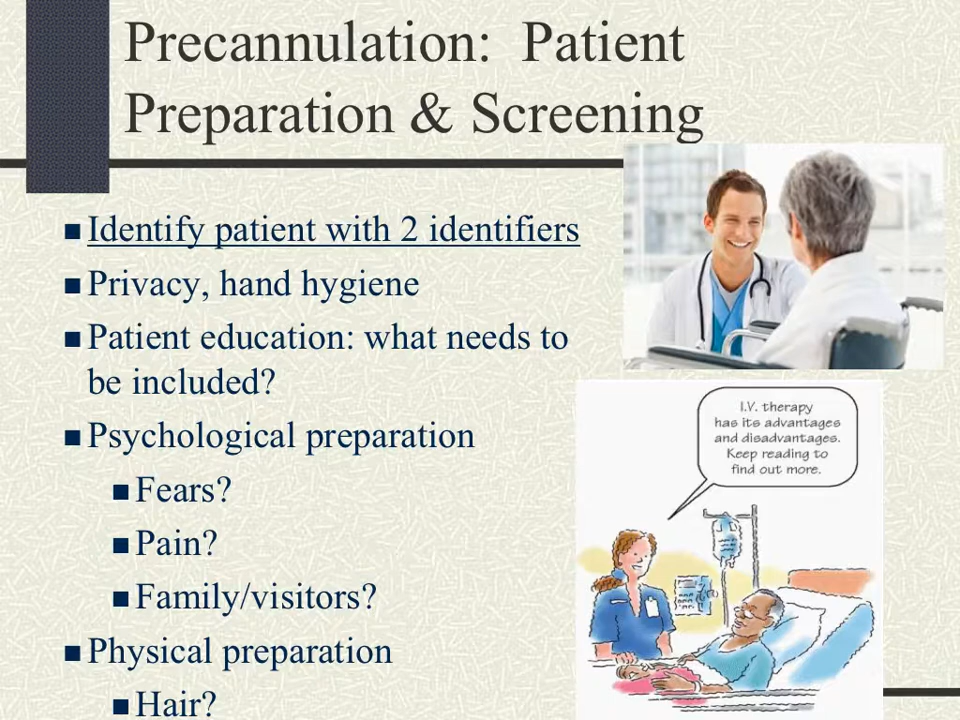 Precannulation: Patient
Preparation & Screening
Identify patient with 2 identifiers
Privacy, hand hygiene
Patient education: what needs to
be included?
Psychological preparation
Fears?
Pain?
Family/visitors?
Physical preparation
Hair?
I.V. therapy
has its advantages
and disadvantages.
Keep reading to
find out more.